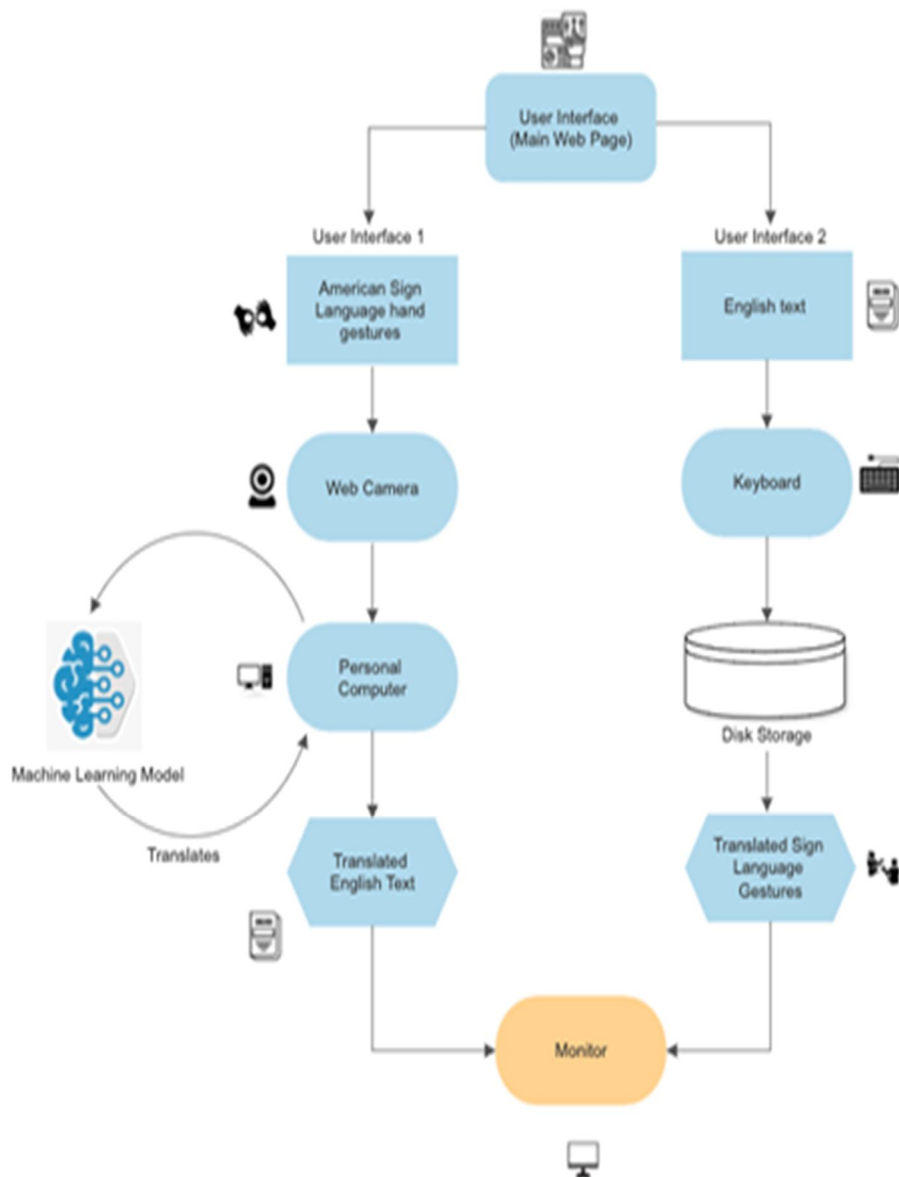 User Interface
(Main Web Page)
User Interface 1
American Sign
Language hand
gestures
Web Camera
Personal
Computer
Machine Learning Model
Translates
Translated
English Text
User Interface 2
English text
Keyboard
Disk Storage
Translated Sign
Language
Gestures
Monitor